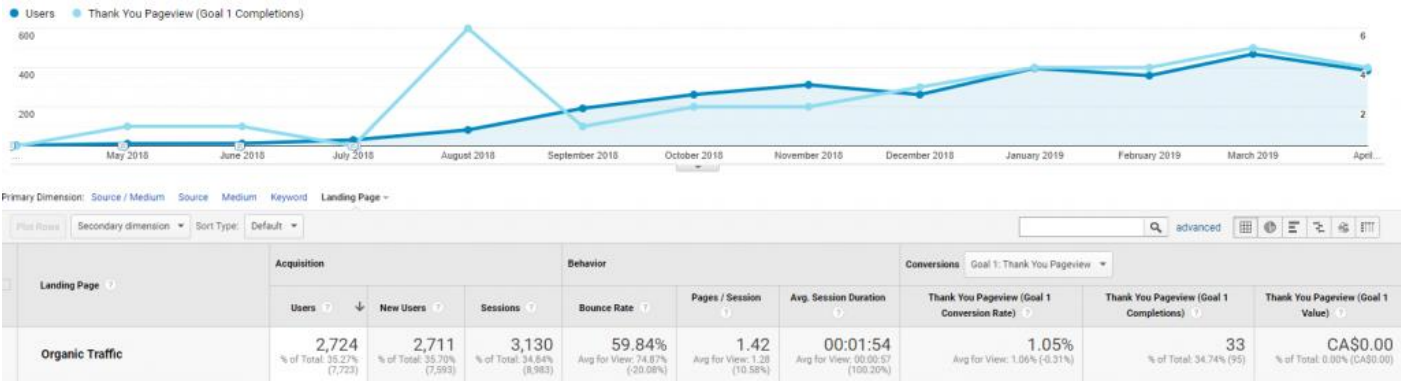 Users Thank You Pageview (Goal 1 Completions)
600 6
400 4
200 2
... May 2018 June 2018 July 2018 August 2018 September 2018 October 2018 November 2018 December 2018 January 2019 February 2019 March 2019 April...
Primary Dimension: Source / Medium Source Medium Keyword Landing Page
Plot Rows Secondary dimension Sort Type: Default advanced
Landing Page Acquisition Behavior Conversions Goal 1: Thank You Pageview
Users New Users Sessions Bounce Rate Pages / Session Avg. Session Duration Thank You Pageview (Goal 1 Conversion Rate) Thank You Pageview (Goal 1 Completions) Thank You Pageview (Goal 1 Value)
Organic Traffic 2,724 2,711 3,130 59.84% 1.42 00:01:54 1.05% 33 CA$0.00
% of Total: 35.27% % of Total: 35.70% % of Total: 34.84% Avg for View: 74.87% Avg for View: 1.28 Avg for View: 00:00:57 Avg for View: 1.06% (-0.31%) % of Total: 34.74% (95) % of Total: 0.00% (CA$0.00)
(7,723) (7,593) (8,983) (-20.08%) (10.58%) (100.20%)